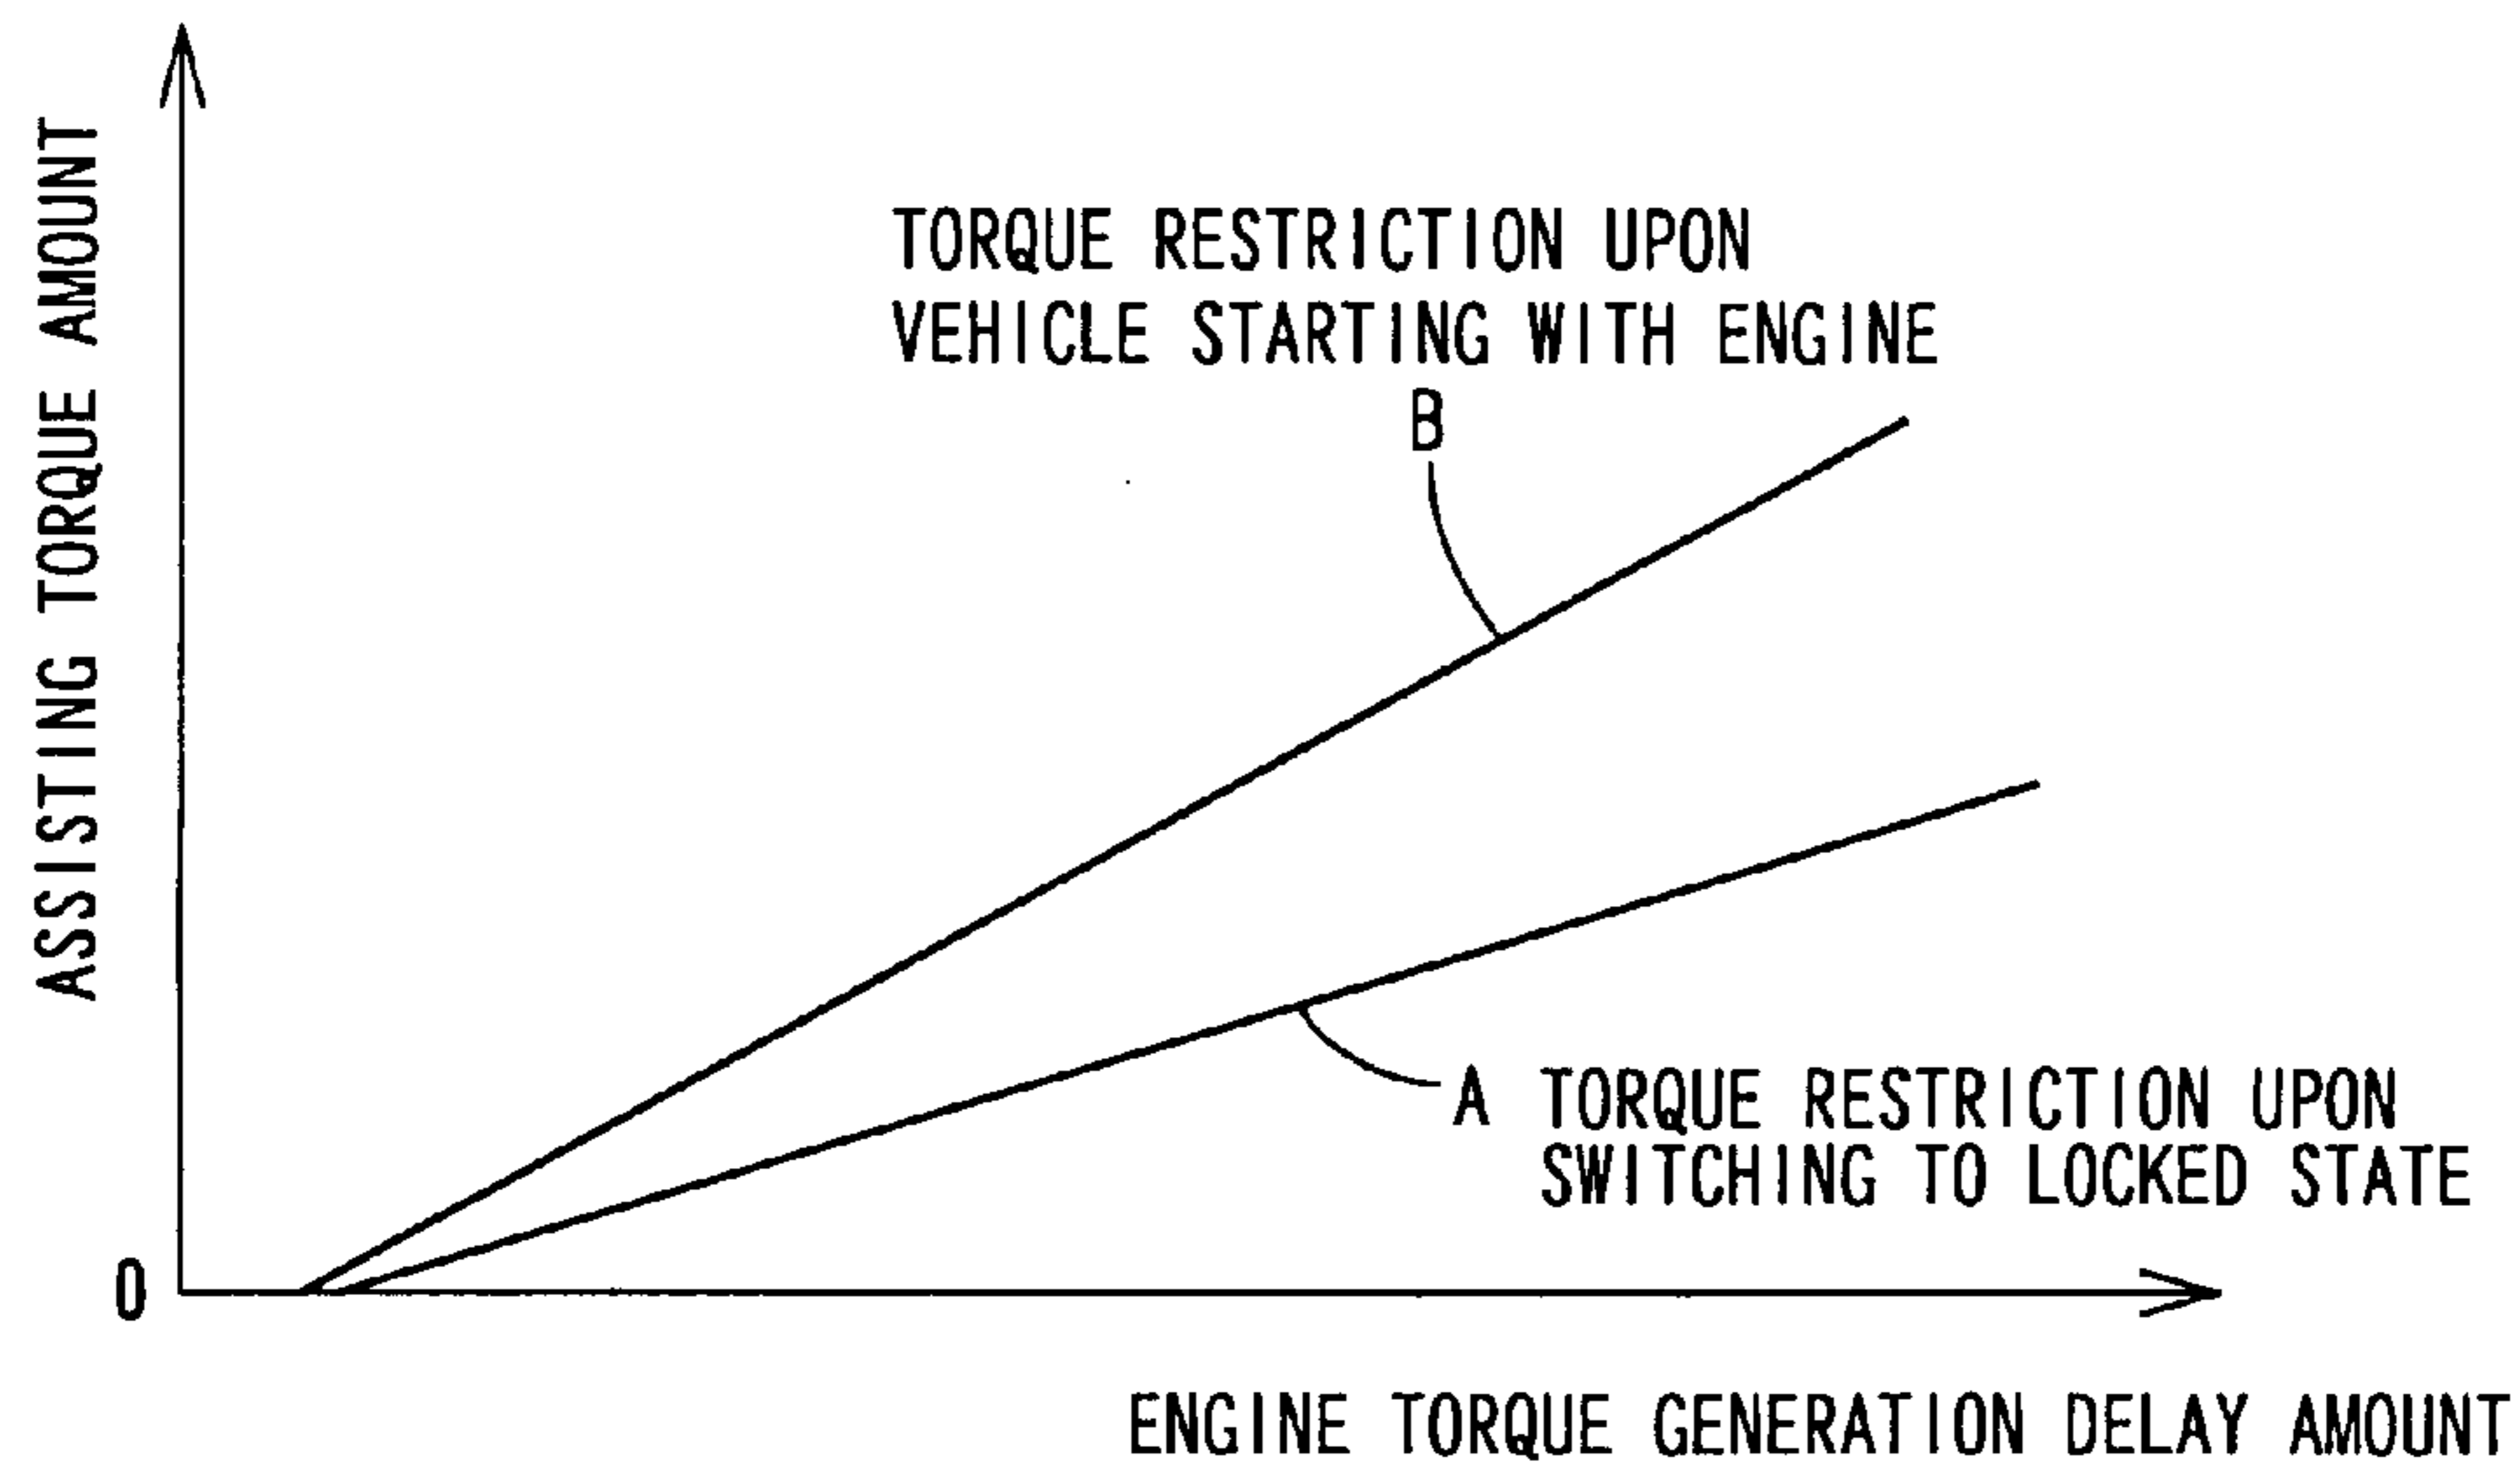 ASSISTING TORQUE AMOUNT
TORQUE RESTRICTION UPON
VEHICLE STARTING WITH ENGINE
B
A TORQUE RESTRICTION UPON
SWITCHING TO LOCKED STATE
0
ENGINE TORQUE GENERATION DELAY AMOUNT